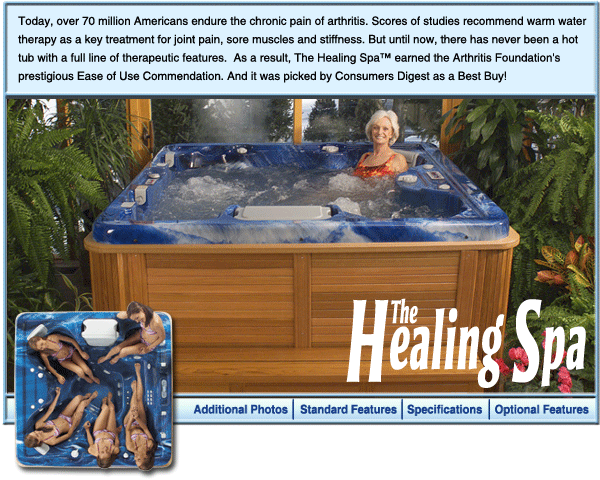 Today, over 70 million Americans endure the chronic pain of arthritis. Scores of studies recommend warm water
therapy as a key treatment for joint pain, sore muscles and stiffness. But until now, there has never been a hot
tub with a full line of therapeutic features.  As a result, The Healing Spa™ earned the Arthritis Foundation's
prestigious Ease of Use Commendation. And it was picked by Consumers Digest as a Best Buy!
The
Healing Spa
Additional Photos | Standard Features | Specifications | Optional Features